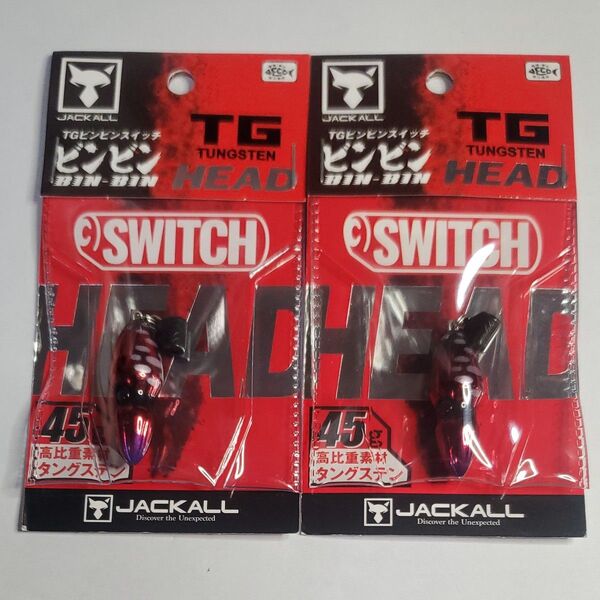 JACKALL
TGビンビンスイッチ
ビンビン
BIN-BIN
TG
TUNGSTEN
HEAD
SWITCH
HEAD
45
高比重素材
タングステン
JACKALL
Discover the Unexpected
JACKALL
TGビンビンスイッチ
ビンビン
BIN-BIN
TG
TUNGSTEN
HEAD
SWITCH
HEAD
45g
高比重素材
タングステン
JACKALL
Discover the Unexpected